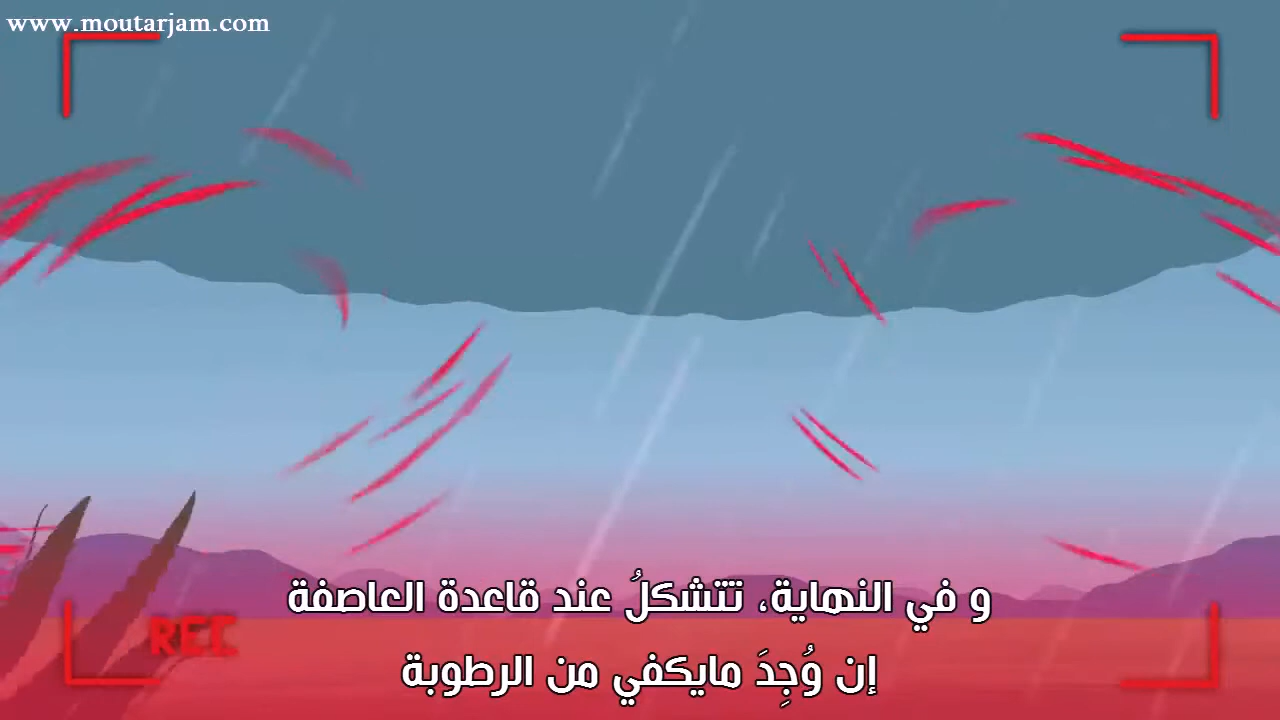 www.moutarjam.com
و في النهاية، تتشكلُ عند قاعدة العاصفة
إن وُجِدَ مايكفي من الرطوبة
REC